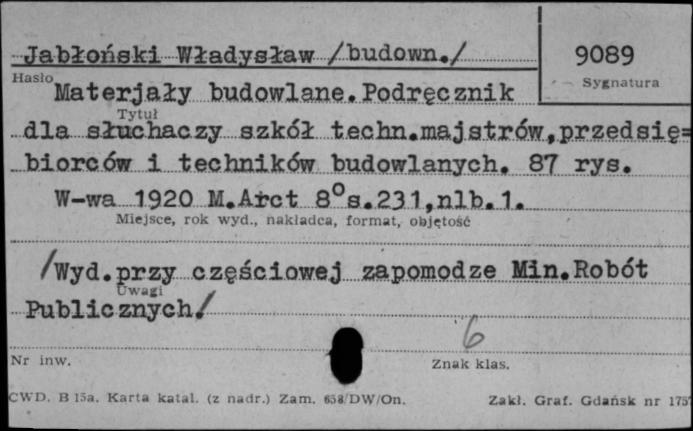 Jabłoński Władysław /budown./
9089
Hasło
Sygnatura
Materjały budowlane. Podręcznik
Tytuł
dla słuchaczy szkół techn.majstrów, przedsię=
biorców i techników budowlanych. 87 rys.
W-wa 1920 M.Arct 8° s.231, nlb.1.
Miejsce, rok wyd., nakładca, format, objętość
/Wyd. przy częściowej zapomodze Min.Robót
Uwagi
Publicznych/
6
Nr inw.
Znak klas.
CWD. B 15a. Karta katal. (z nadr.) Zam. 658/DW/On.
Zakł. Graf. Gdańsk nr 175